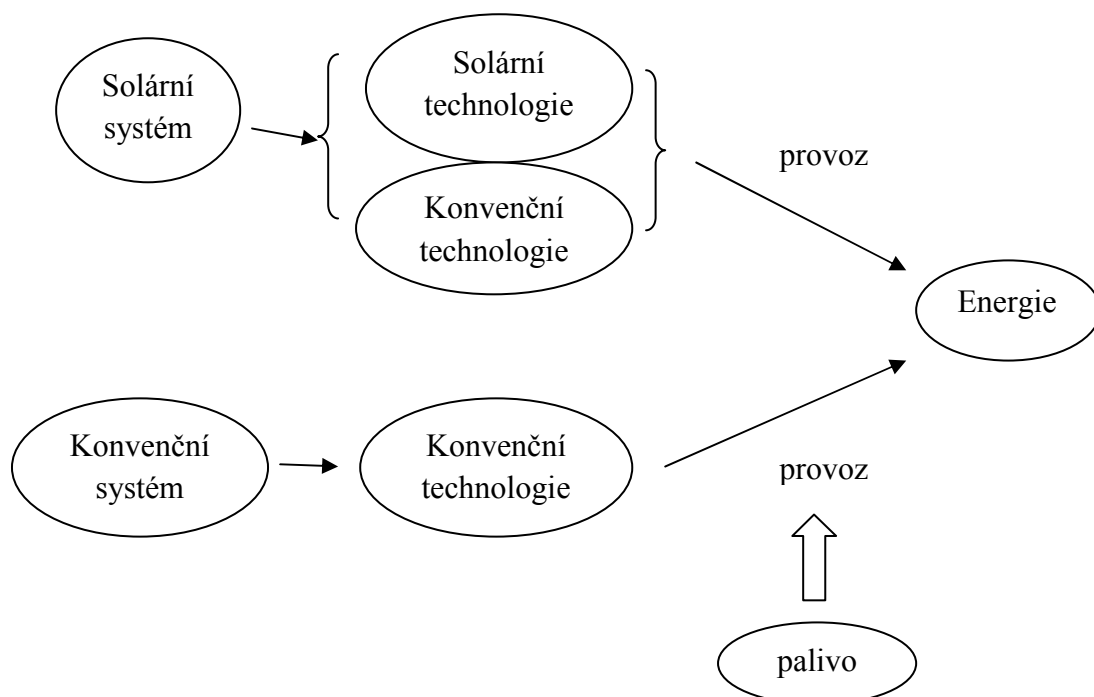 Solární
systém
Solární
technologie
Konvenční
technologie
provoz
Energie
Konvenční
systém
Konvenční
technologie
provoz
palivo